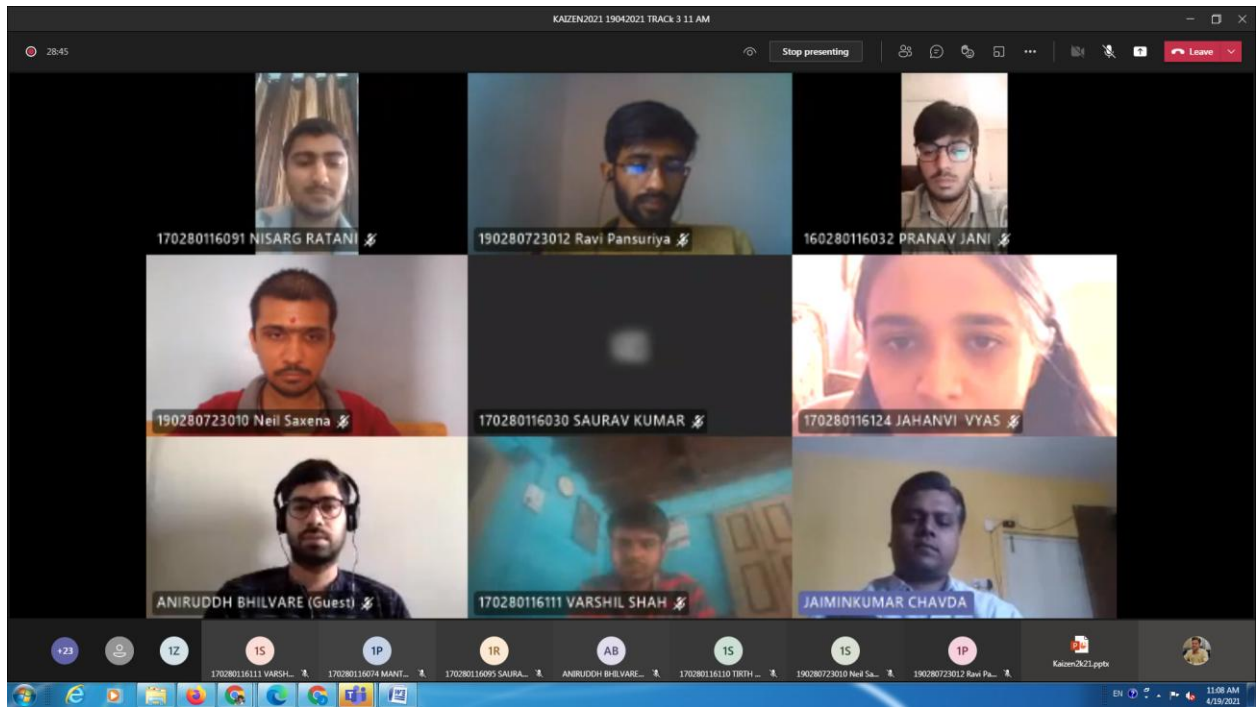 KAIZEN2021 19042021 TRACK 3 11 AM
28:45
Stop presenting
Leave
170280116091 NISARG RATANI
190280723012 Ravi Pansuriya
160280116032 PRANAV JANI
190280723010 Neil Saxena
170280116030 SAURAV KUMAR
170280116124 JAHANVI VYAS
ANIRUDDH BHILVARE (Guest)
170280116111 VARSHIL SHAH
JAIMINKUMAR CHAVDA
+23
1Z
1S
1P
1R
AB
1S
1S
1P
170280116111 VARSH...
170280116074 MANT...
170280116095 SAURA...
ANIRUDDH BHILVARE...
170280116110 TIRTH ...
190280723010 Neil Sa...
190280723012 Ravi Pa...
Kaizen2k21.pptx
EN
11:08 AM
4/19/2021